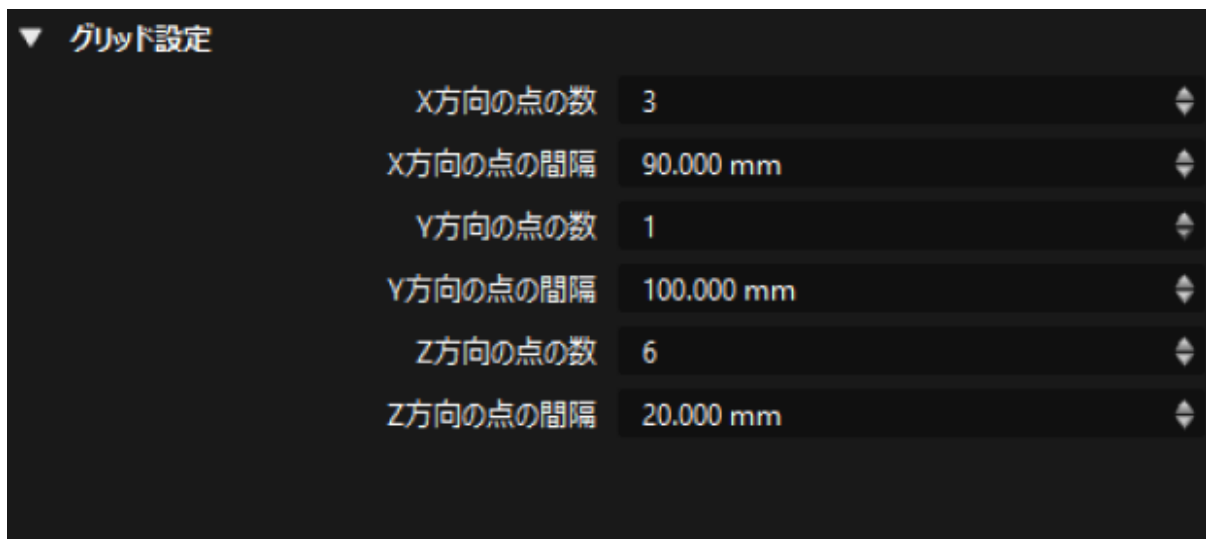 グリッド設定
X方向の点の数 3
X方向の点の間隔 90.000 mm
Y方向の点の数 1
Y方向の点の間隔 100.000 mm
Z方向の点の数 6
Z方向の点の間隔 20.000 mm